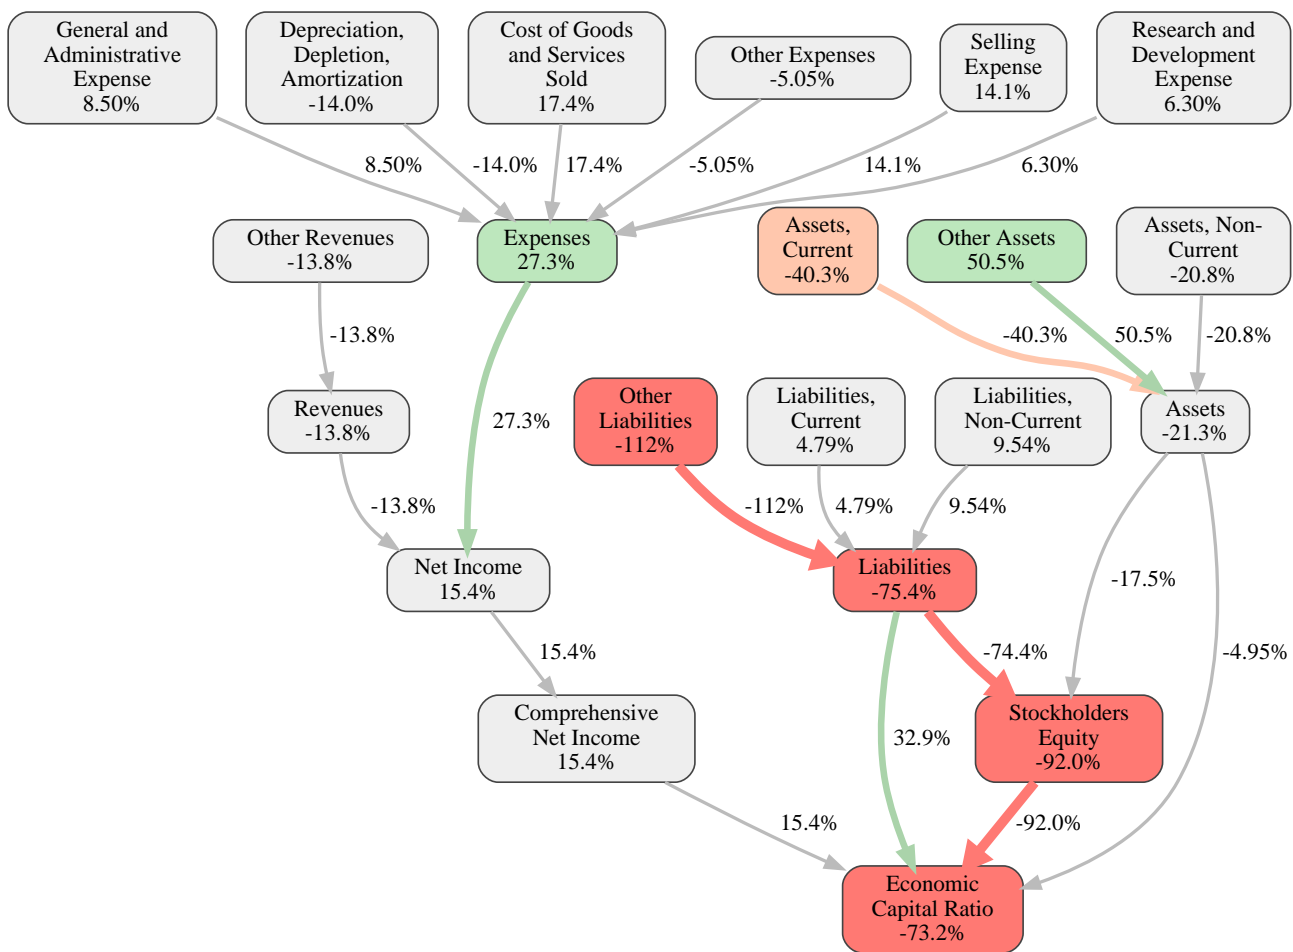 General and
Administrative
Expense
8.50%
Depreciation,
Depletion,
Amortization
-14.0%
Cost of Goods
and Services
Sold
17.4%
Other Expenses
-5.05%
Selling
Expense
14.1%
Research and
Development
Expense
6.30%
8.50%
-14.0%
17.4%
-5.05%
14.1%
6.30%
Other Revenues
-13.8%
Expenses
27.3%
Assets,
Current
-40.3%
Other Assets
50.5%
Assets, Non-
Current
-20.8%
-13.8%
-40.3%
50.5%
-20.8%
Revenues
-13.8%
27.3%
Other
Liabilities
-112%
Liabilities,
Current
4.79%
Liabilities,
Non-Current
9.54%
Assets
-21.3%
-13.8%
-112%
4.79%
9.54%
Net Income
15.4%
Liabilities
-75.4%
-17.5%
15.4%
-74.4%
-4.95%
Comprehensive
Net Income
15.4%
32.9%
Stockholders
Equity
-92.0%
15.4%
-92.0%
Economic
Capital Ratio
-73.2%